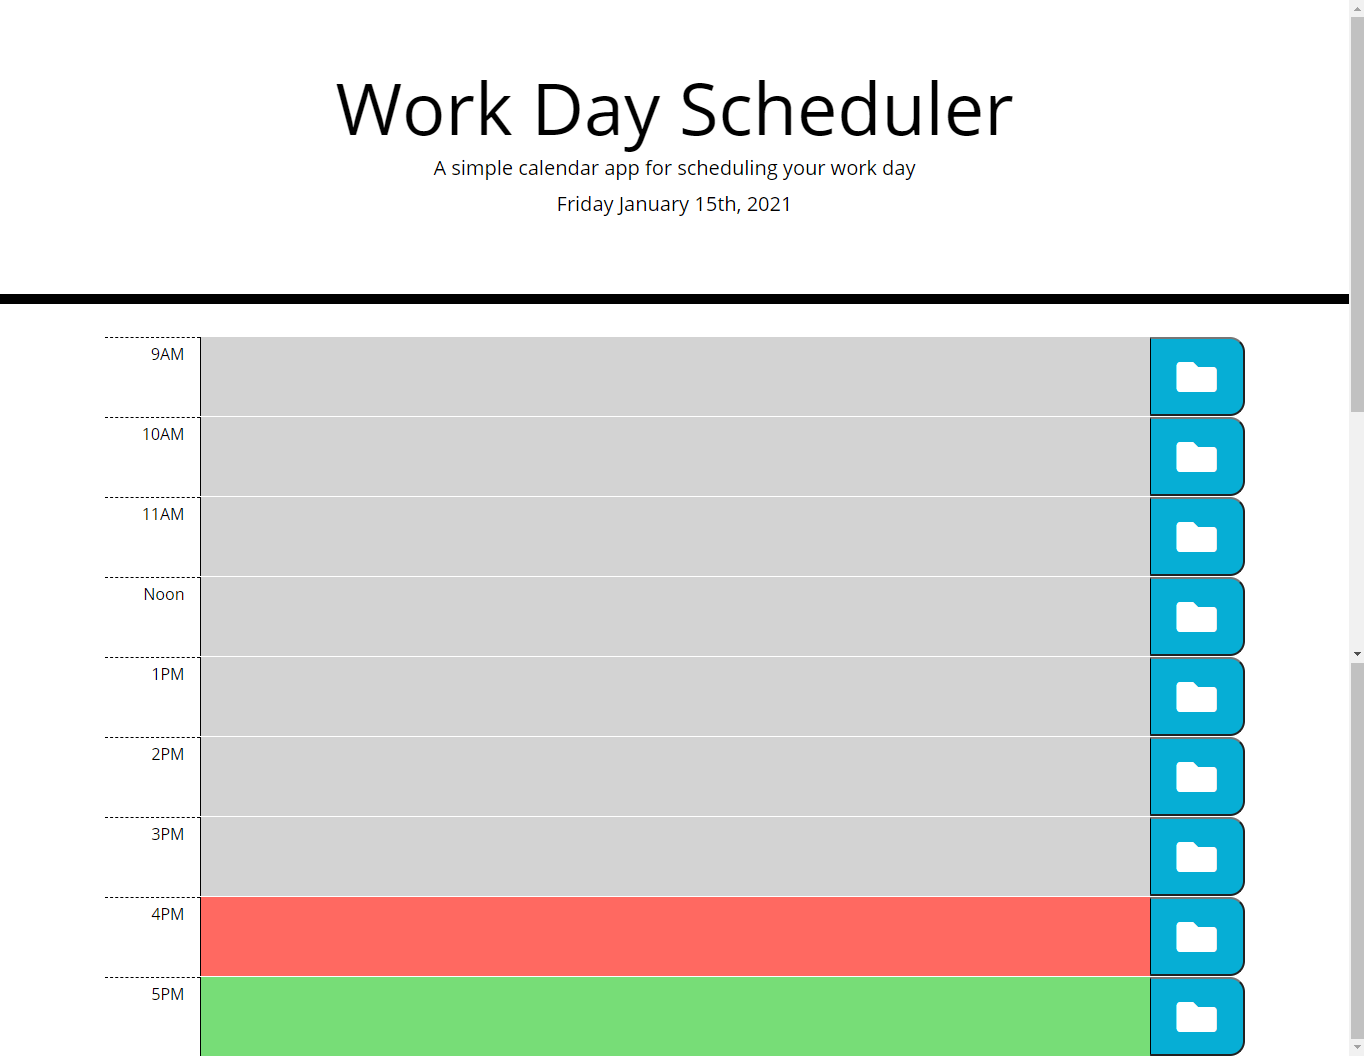 Work Day Scheduler
A simple calendar app for scheduling your work day
Friday January 15th, 2021
9AM
10AM
11AM
Noon
1PM
2PM
3PM
4PM
5PM